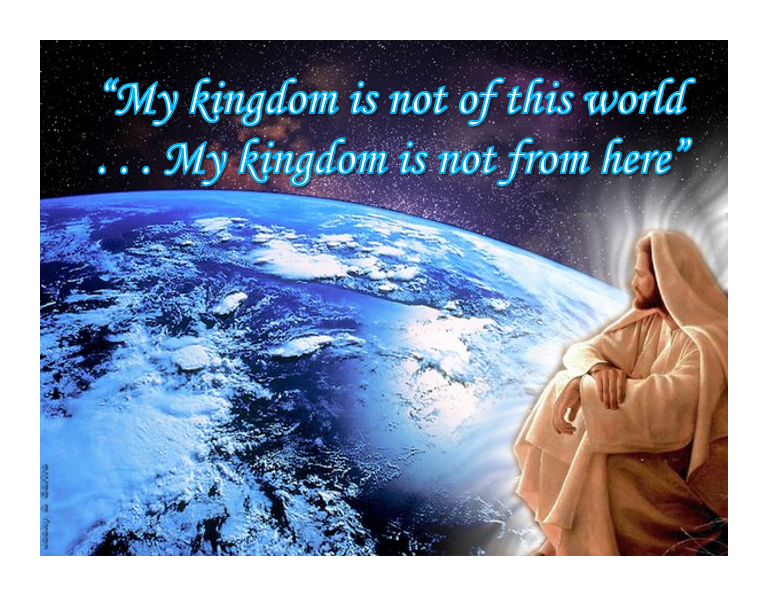 “My kingdom is not of this world
. . . My kingdom is not from here”